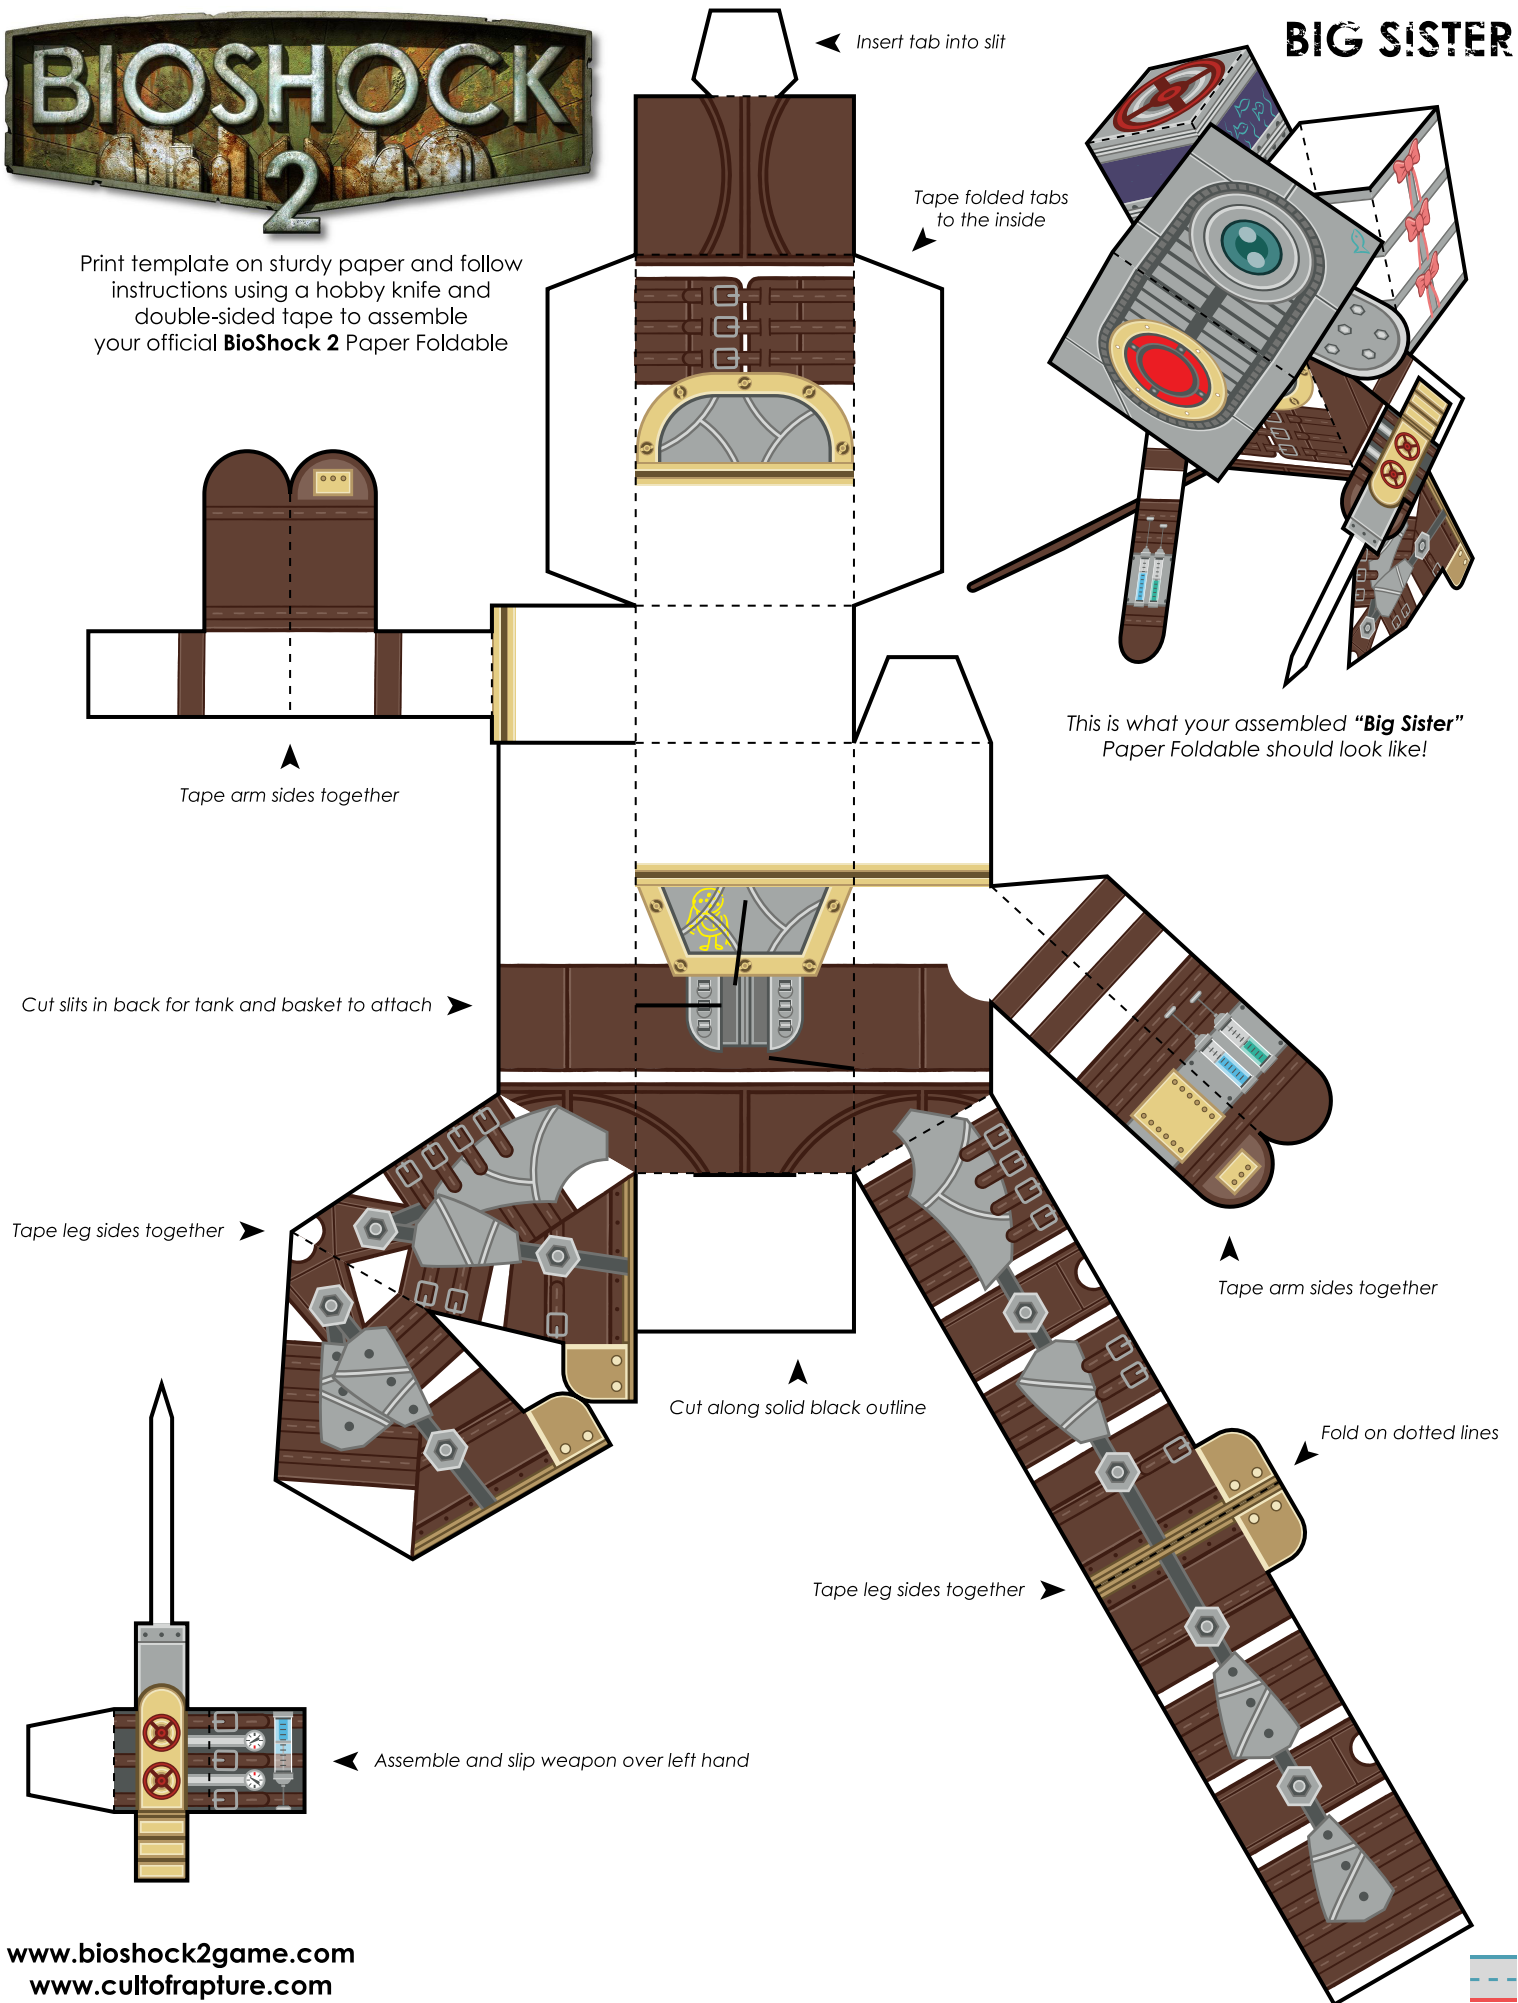 BIOSHOCK
2
BIG SISTER
Insert tab into slit
Tape folded tabs
to the inside
Print template on sturdy paper and follow
instructions using a hobby knife and
double-sided tape to assemble
your official BioShock 2 Paper Foldable
This is what your assembled “Big Sister”
Paper Foldable should look like!
Tape arm sides together
Cut slits in back for tank and basket to attach
Tape leg sides together
Tape arm sides together
Cut along solid black outline
Fold on dotted lines
Tape leg sides together
Assemble and slip weapon over left hand
www.bioshock2game.com
www.cultofrapture.com